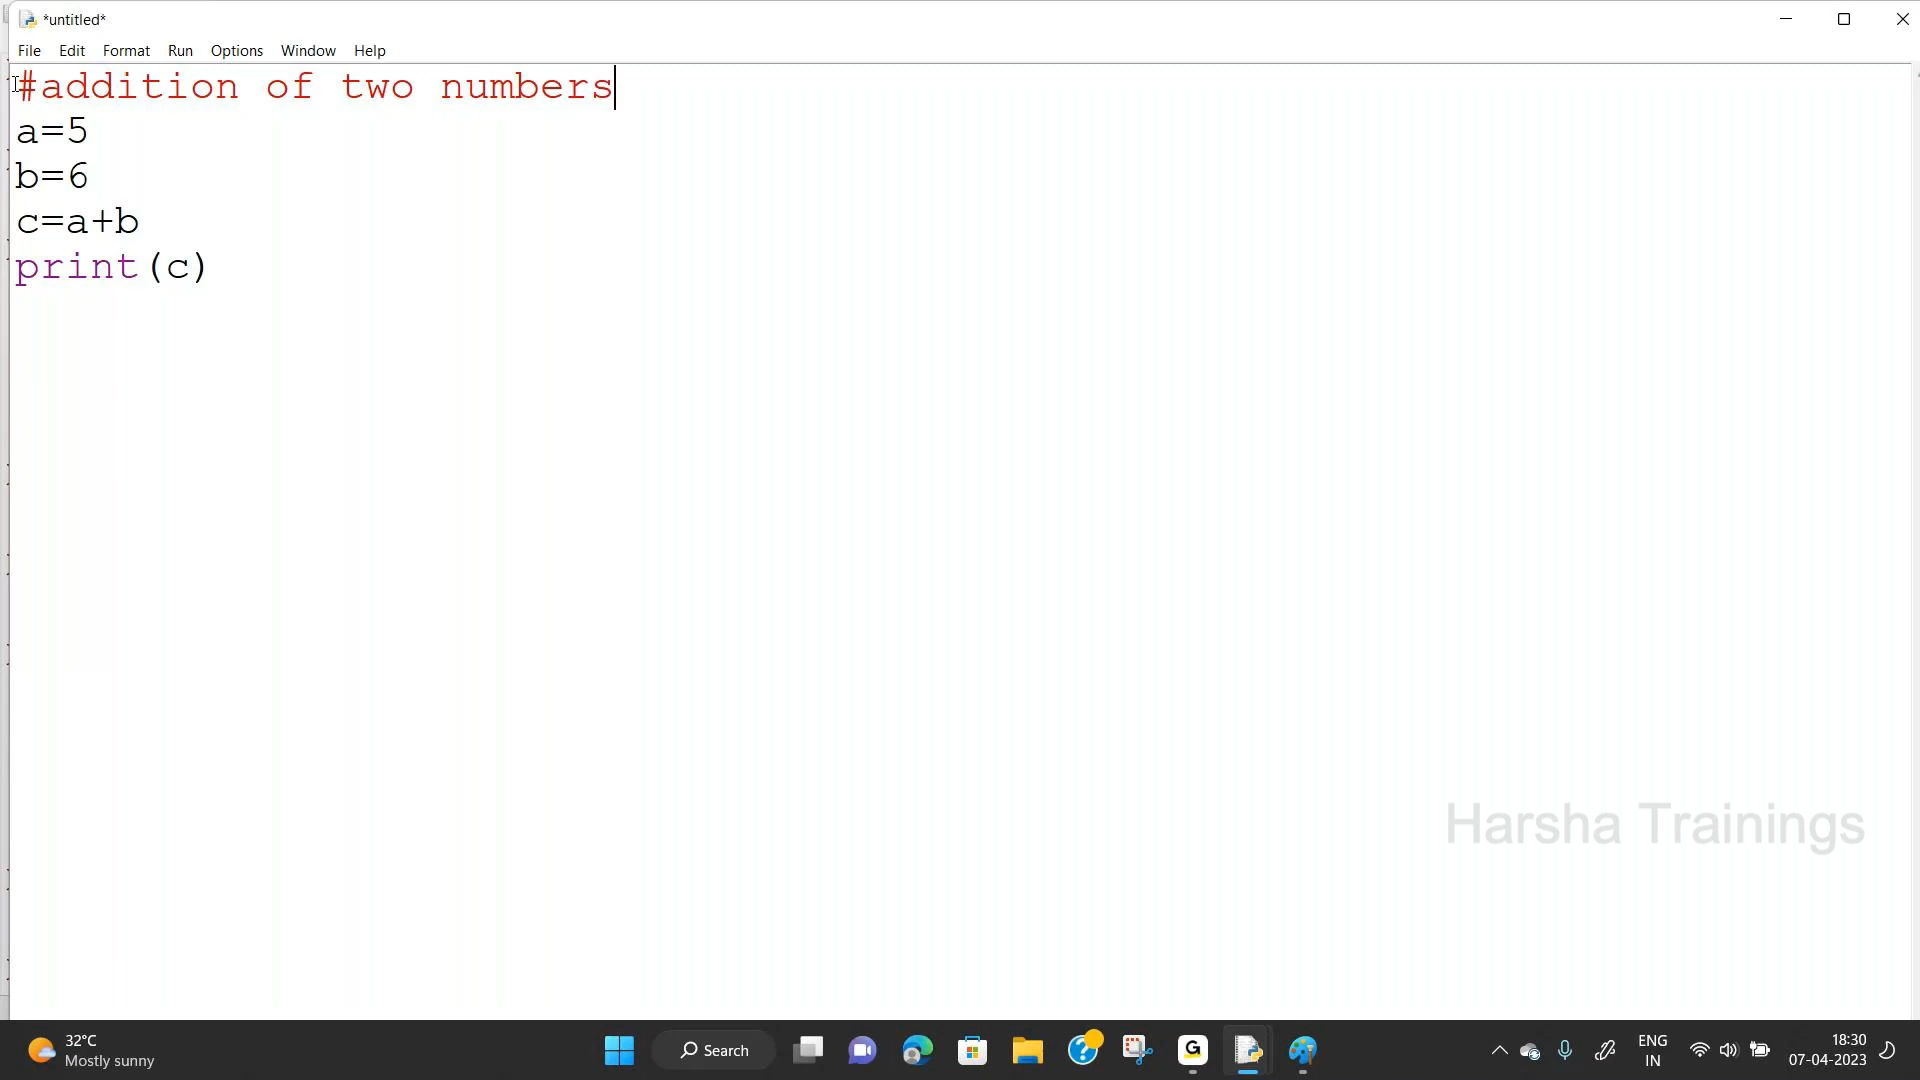 *untitled*
File Edit Format Run Options Window Help
#addition of two numbers
a=5
b=6
c=a+b
print(c)
Harsha Trainings
32°C
Mostly sunny
Search
ENG
IN
18:30
07-04-2023